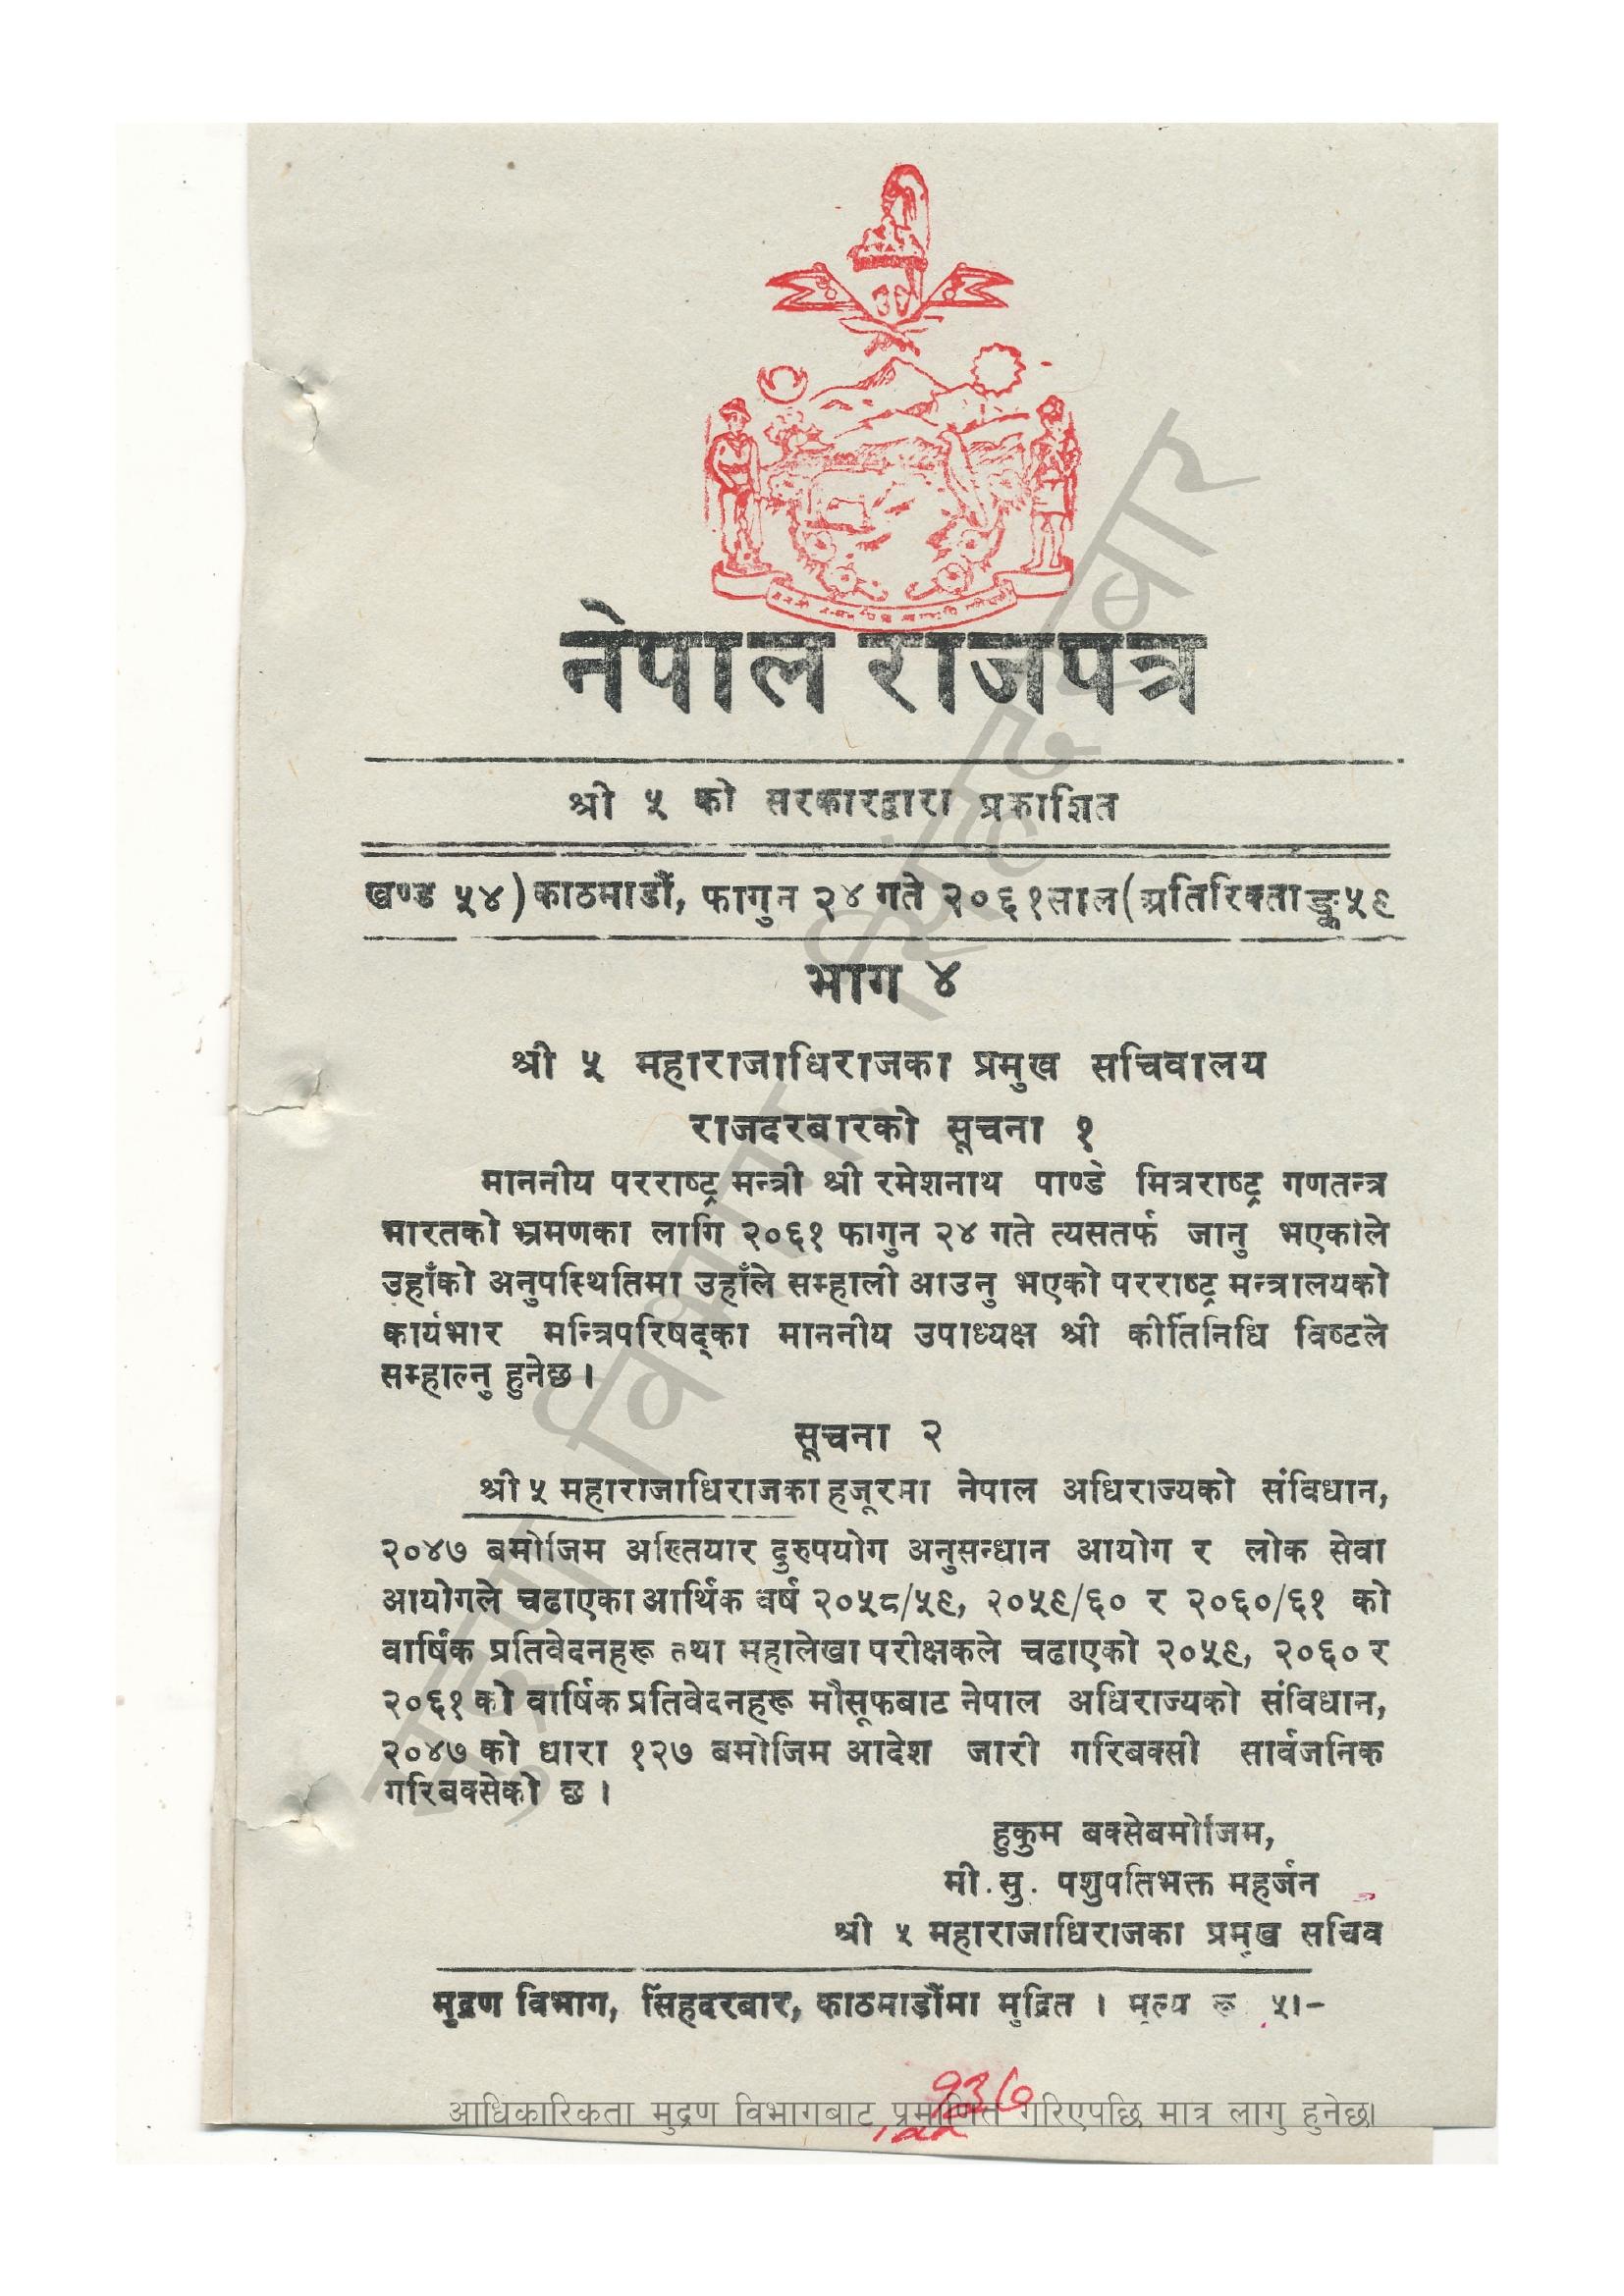 नेपाल राजपत्र
श्री ५ को सरकारद्वारा प्रकाशित
खण्ड ५४) काठमाडौं, फागुन २४ गते २०६१ साल (अतिरिक्ताङ्क ५९
भाग ४
श्री ५ महाराजाधिराजका प्रमुख सचिवालय
राजदरबारको सूचना १
माननीय परराष्ट्र मन्त्री श्री रमेशनाथ पाण्डे मित्रराष्ट्र गणतन्त्र
भारतको भ्रमणका लागि २०६१ फागुन २४ गते त्यसतर्फ जानु भएकोले
उहाँको अनुपस्थितिमा उहाँले सम्हाली आउनु भएको परराष्ट्र मन्त्रालयको
कार्यभार मन्त्रिपरिषद्का माननीय उपाध्यक्ष श्री कीर्तिनिधि विष्टले
सम्हाल्नु हुनेछ ।
सूचना २
श्री ५ महाराजाधिराजका हजूरमा नेपाल अधिराज्यको संविधान,
२०४७ बमोजिम अख्तियार दुरुपयोग अनुसन्धान आयोग र लोक सेवा
आयोगले चढाएका आर्थिक वर्ष २०५८/५९, २०५९/६० र २०६०/६१ को
वार्षिक प्रतिवेदनहरू तथा महालेखा परीक्षकले चढाएको २०५९, २०६० र
२०६१ को वार्षिक प्रतिवेदनहरू मौसूफबाट नेपाल अधिराज्यको संविधान,
२०४७ को धारा १२७ बमोजिम आदेश जारी गरिबक्सी सार्वजनिक
गरिबक्सेको छ ।
हुकुम बक्सेबमोजिम,
मी. सु. पशुपतिभक्त महर्जन
श्री ५ महाराजाधिराजका प्रमुख सचिव
मुद्रण विभाग, सिंहदरबार, काठमाडौंमा मुद्रित । मूल्य रू ५।-
१३७
आधिकारिकता मुद्रण विभागबाट प्रमाणित गरिएपछि मात्र लागु हुनेछ।
मुद्रण विभाग, सिंहदरबार